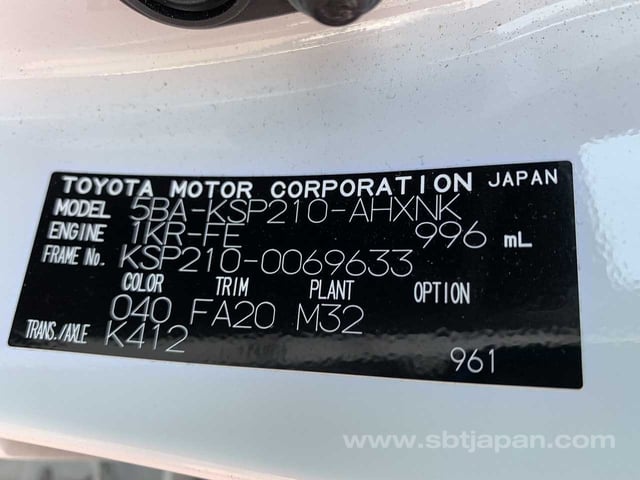 TOYOTA MOTOR CORPORATION JAPAN
MODEL 5BA-KSP210-AHXNK
ENGINE 1KR-FE 996 mL
FRAME No. KSP210-0069633
COLOR TRIM PLANT OPTION
040 FA20 M32
TRANS./AXLE K412
961
www.sbtjapan.com